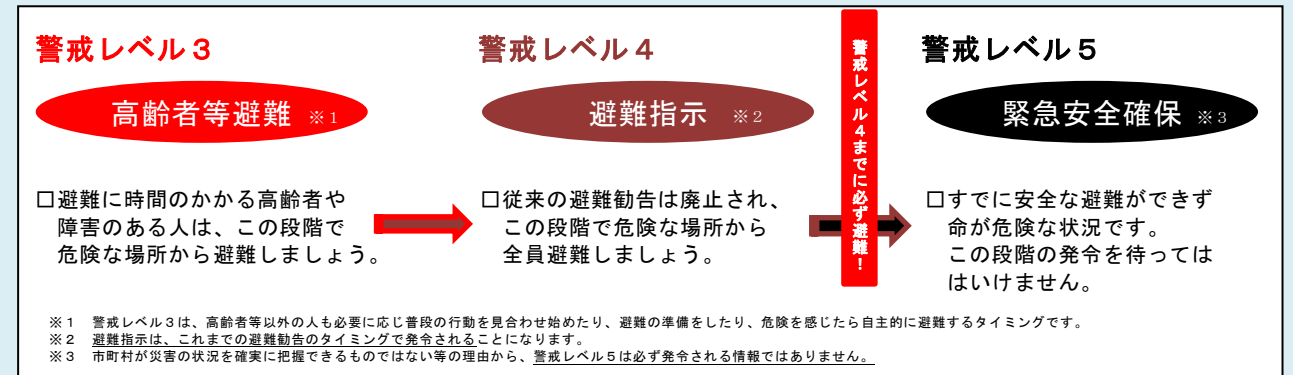 警戒レベル３
高齢者等避難 ※1
□避難に時間のかかる高齢者や
障害のある人は、この段階で
危険な場所から避難しましょう。
警戒レベル４
避難指示 ※2
□従来の避難勧告は廃止され、
この段階で危険な場所から
全員避難しましょう。
警戒レベル４までに必ず避難！
警戒レベル５
緊急安全確保 ※3
□すでに安全な避難ができず
命が危険な状況です。
この段階の発令を待っては
はいけません。
※１　警戒レベル３は、高齢者等以外の人も必要に応じ普段の行動を見合わせ始めたり、避難の準備をしたり、危険を感じたら自主的に避難するタイミングです。
※２　避難指示は、これまでの避難勧告のタイミングで発令されることになります。
※３　市町村が災害の状況を確実に把握できるものではない等の理由から、警戒レベル５は必ず発令される情報ではありません。